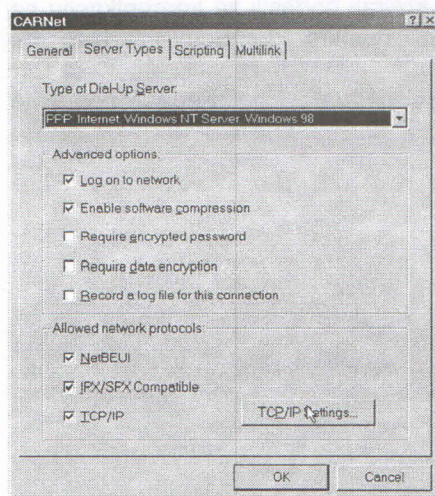 CARNet
General Server Types Scripting Multilink
Type of Dial-Up Server:
PPP: Internet, Windows NT Server, Windows 98
Advanced options:
Log on to network
Enable software compression
Require encrypted password
Require data encryption
Record a log file for this connection
Allowed network protocols:
NetBEUI
IPX/SPX Compatible
TCP/IP
TCP/IP Settings...
OK Cancel